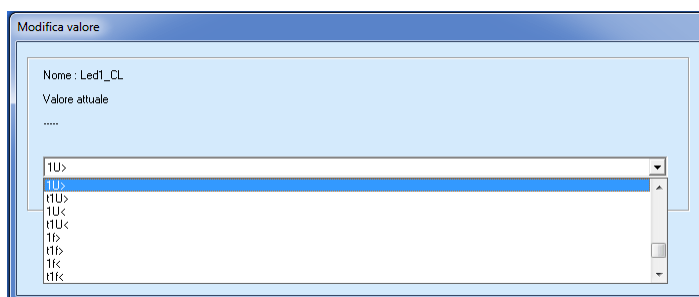 Modifica valore
Nome : Led1_CL
Valore attuale
-----
1U>
1U>
t1U>
1U<
t1U<
1f>
t1f>
1f<
t1f<